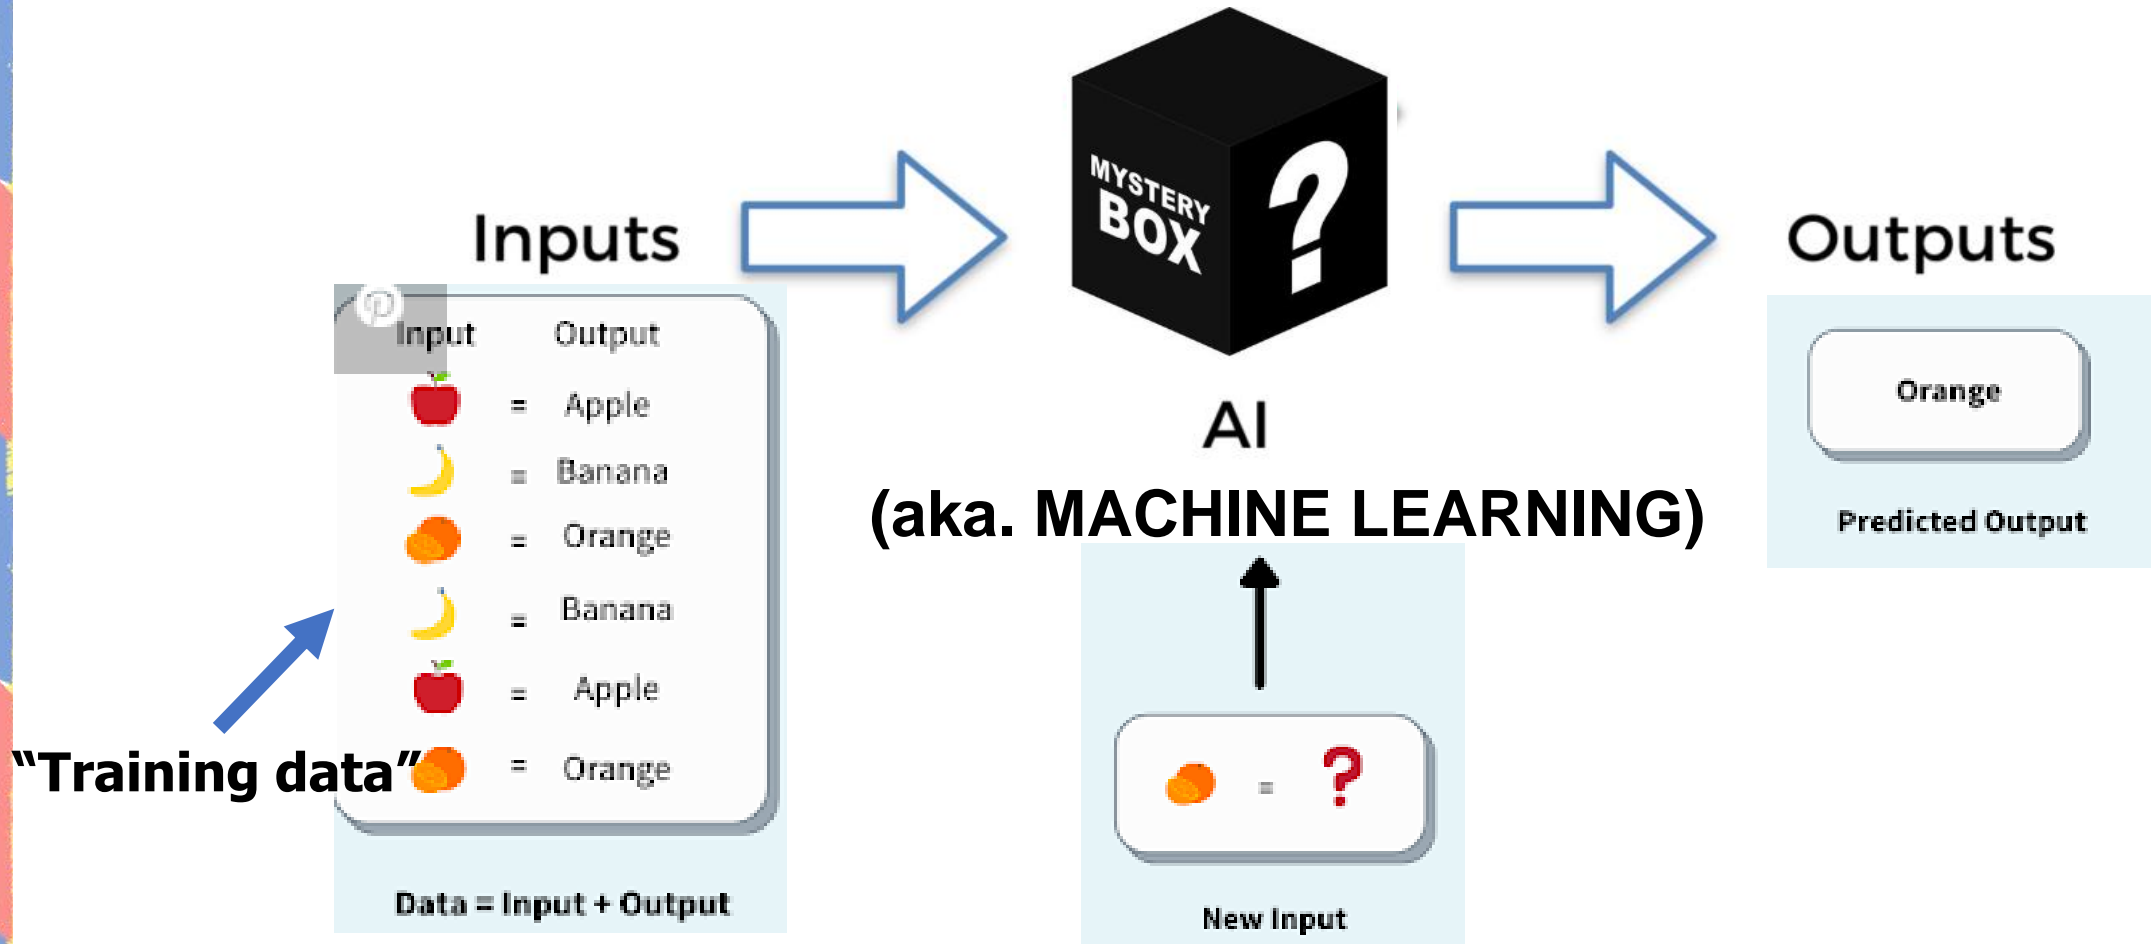 Inputs
Input Output
= Apple
= Banana
= Orange
= Banana
= Apple
= Orange
Data = Input + Output
“Training data”
MYSTERY
BOX
?
AI
(aka. MACHINE LEARNING)
= ?
New Input
Outputs
Orange
Predicted Output